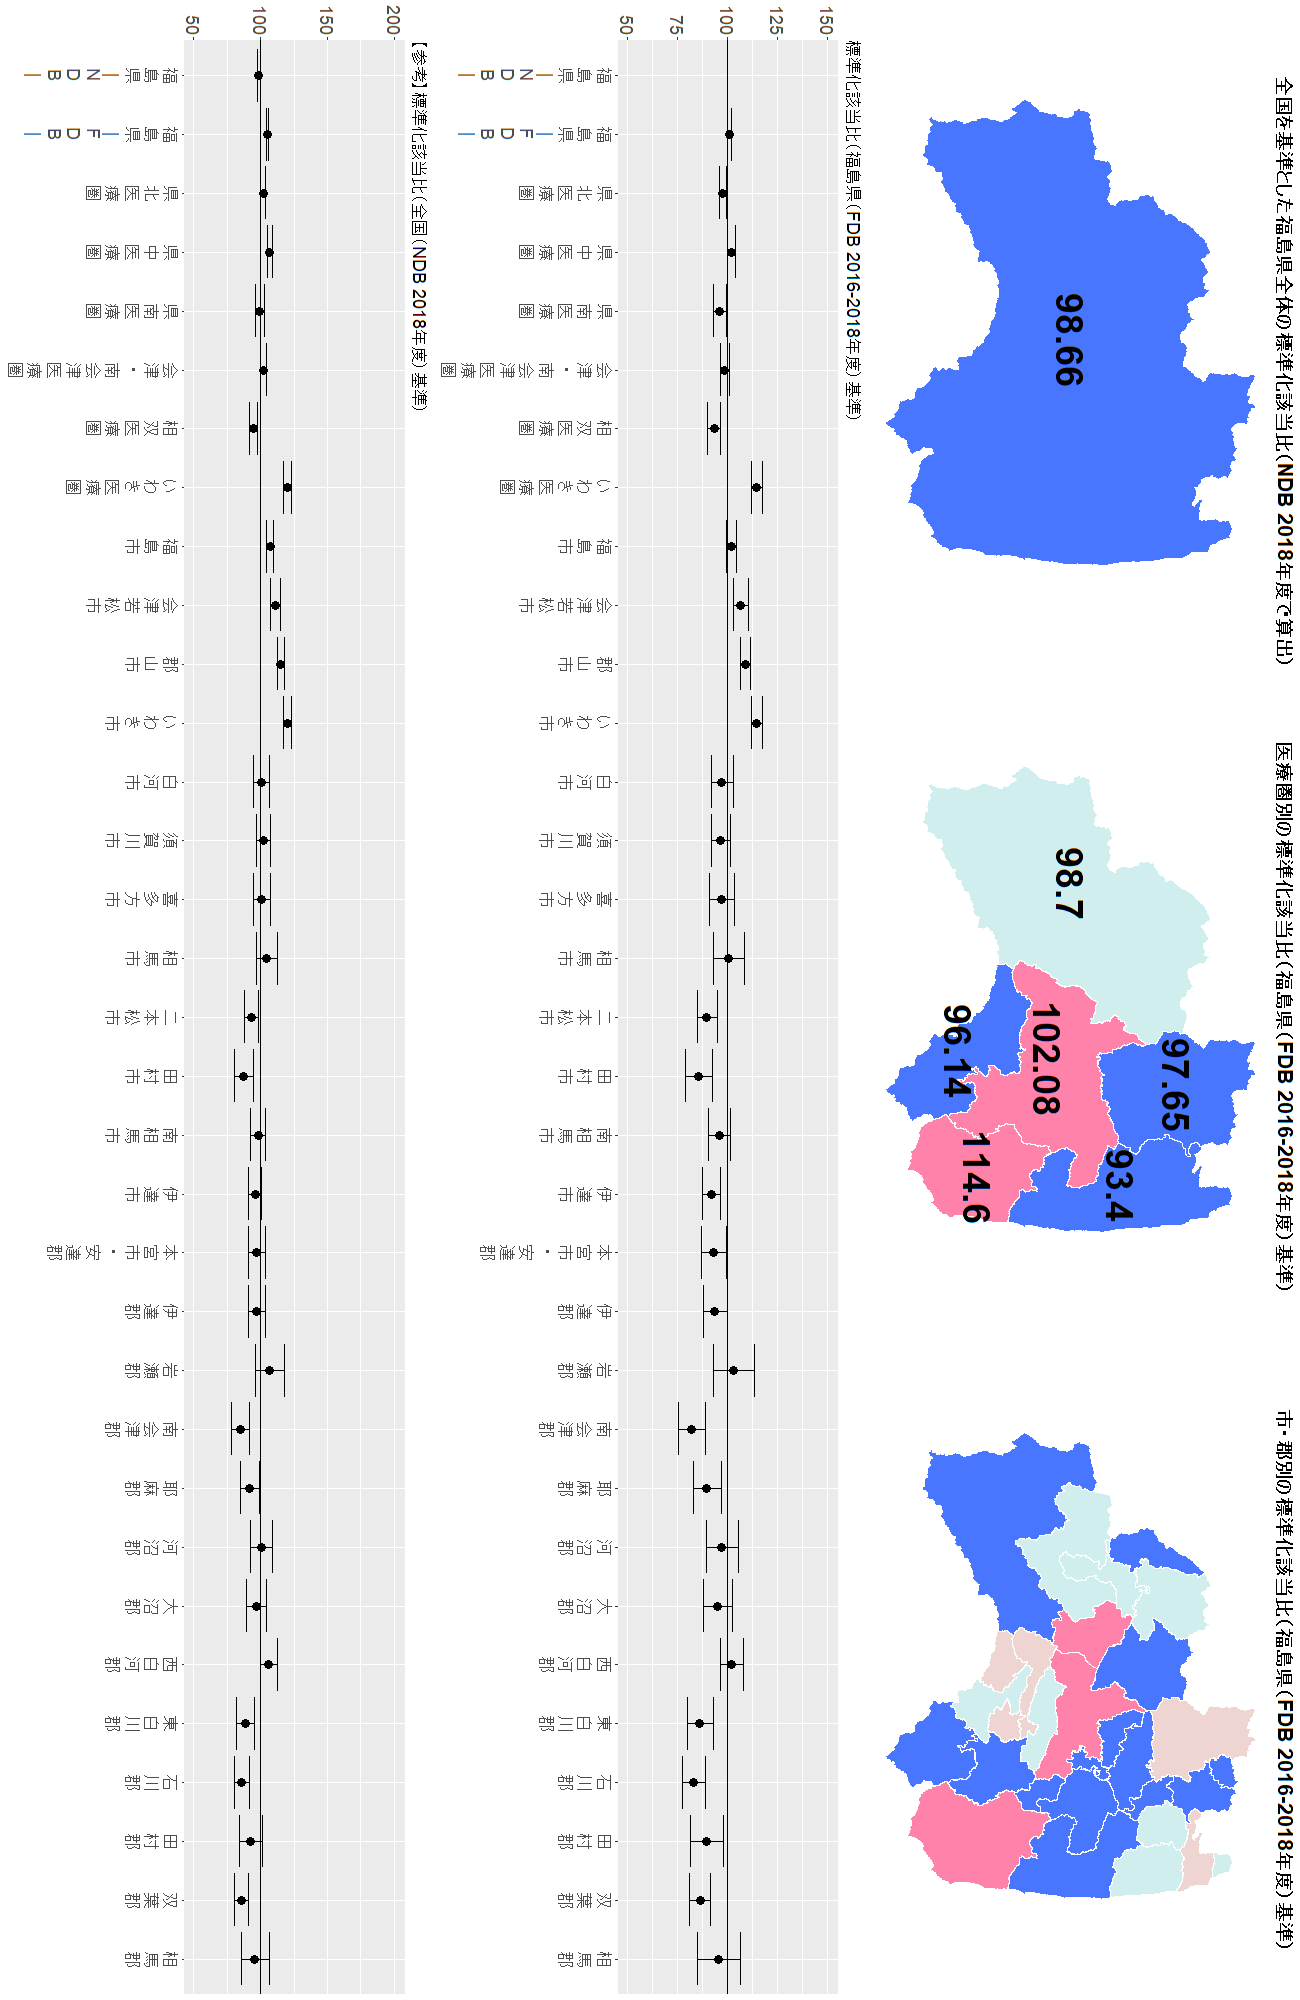 全国を基準とした福島県全体の標準化該当比(NDB 2018年度で算出)
98.66
医療圏別の標準化該当比(福島県(FDB 2016-2018年度)基準)
98.7
97.65
102.08
93.4
96.14
114.6
市・郡別の標準化該当比(福島県(FDB 2016-2018年度)基準)
標準化該当比(福島県(FDB 2016-2018年度)基準)
150
125
100
75
50
福島県|NDB|
福島県|FDB|
県北医療圏
県中医療圏
県南医療圏
会津・南会津医療圏
相双医療圏
いわき医療圏
福島市
会津若松市
郡山市
いわき市
白河市
須賀川市
喜多方市
相馬市
二本松市
田村市
南相馬市
伊達市
本宮市・安達郡
伊達郡
岩瀬郡
南会津郡
耶麻郡
河沼郡
大沼郡
西白河郡
東白川郡
石川郡
田村郡
双葉郡
相馬郡
【参考】標準化該当比(全国(NDB 2018年度)基準)
200
150
100
50
福島県|NDB|
福島県|FDB|
県北医療圏
県中医療圏
県南医療圏
会津・南会津医療圏
相双医療圏
いわき医療圏
福島市
会津若松市
郡山市
いわき市
白河市
須賀川市
喜多方市
相馬市
二本松市
田村市
南相馬市
伊達市
本宮市・安達郡
伊達郡
岩瀬郡
南会津郡
耶麻郡
河沼郡
大沼郡
西白河郡
東白川郡
石川郡
田村郡
双葉郡
相馬郡